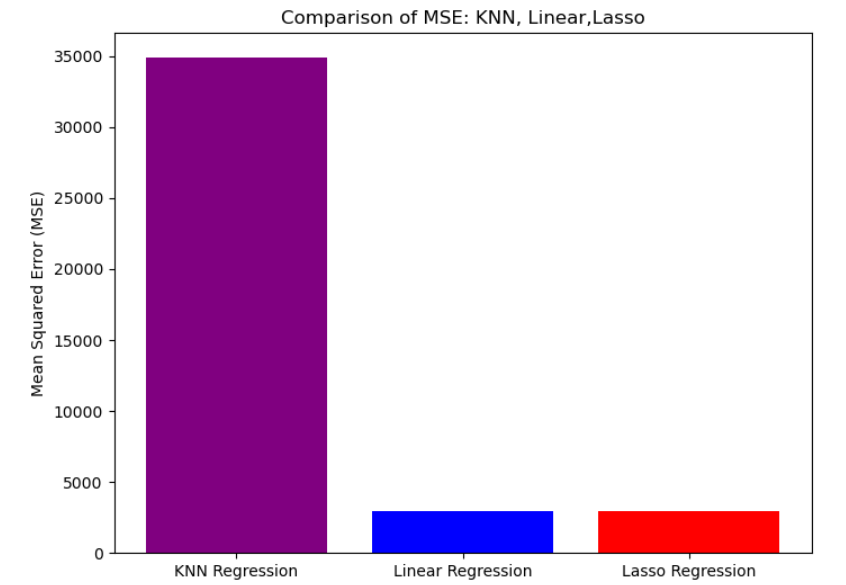 Comparison of MSE: KNN, Linear,Lasso
Mean Squared Error (MSE)
35000
30000
25000
20000
15000
10000
5000
0
KNN Regression Linear Regression Lasso Regression